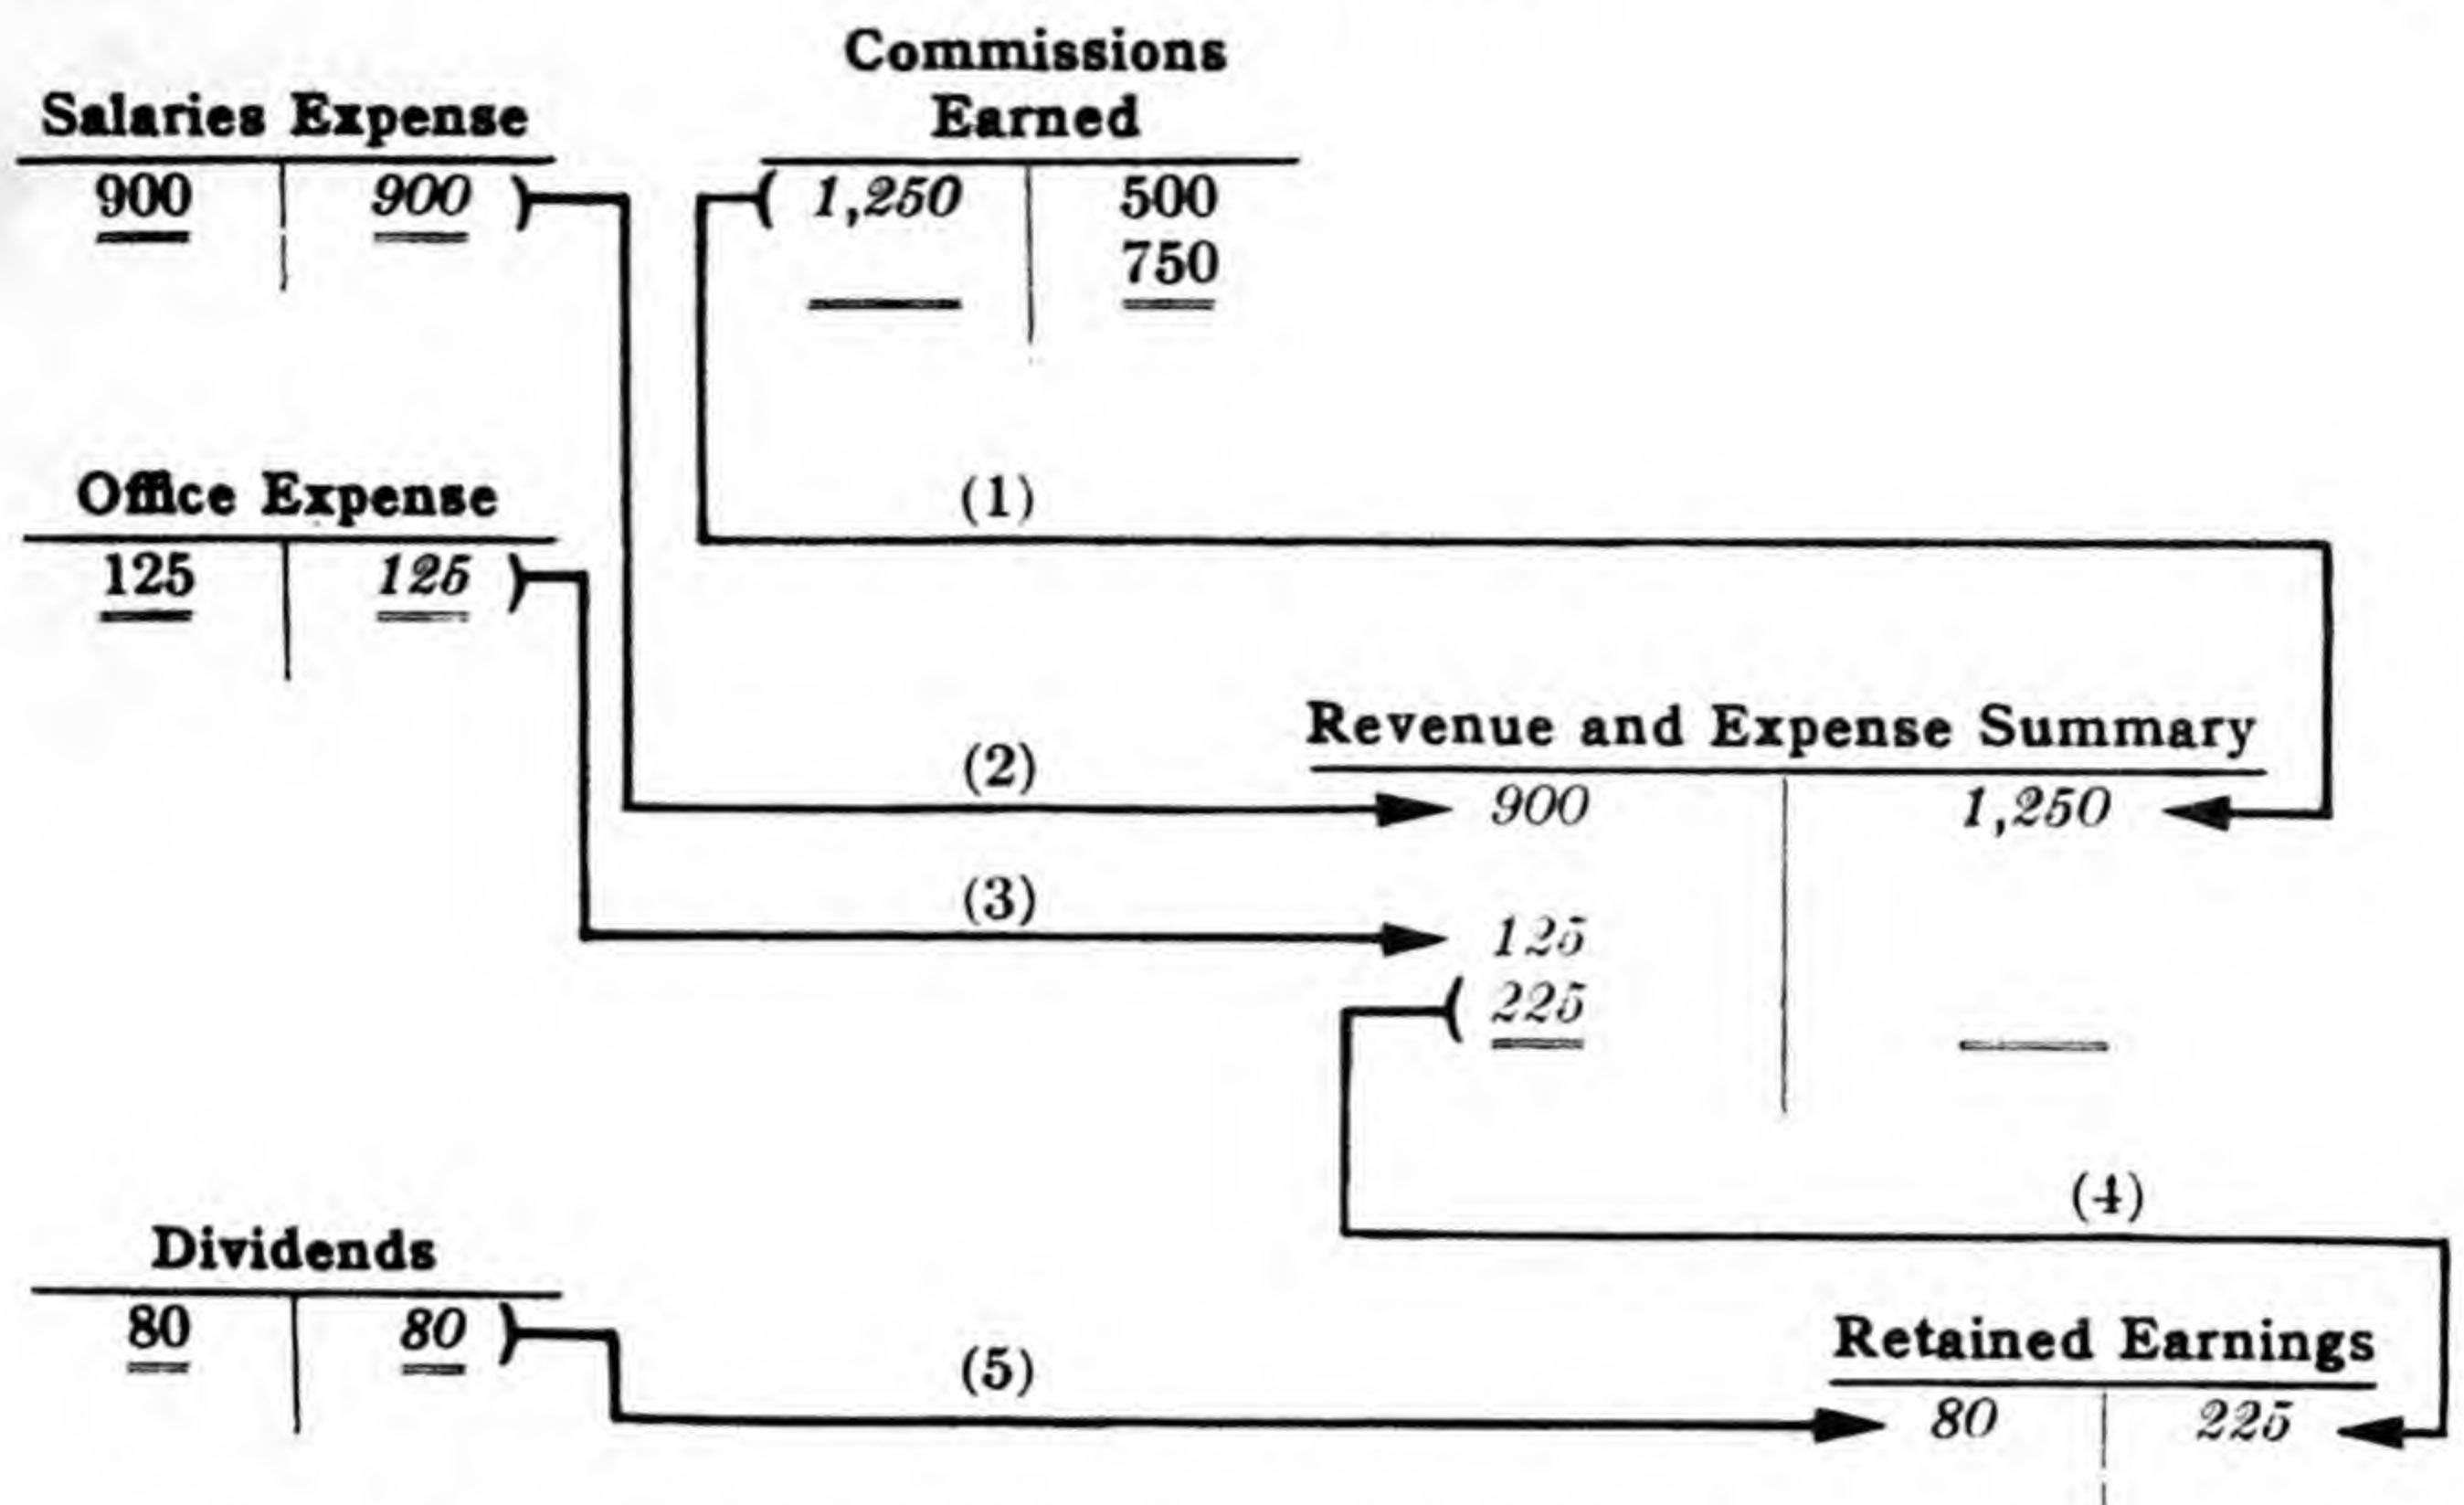 Commissions
Earned
Salaries Expense
900 900
1,250 500
750
Office Expense
125 125
(1)
Revenue and Expense Summary
(2)
900 1,250
(3)
125
225
(4)
Dividends
80 80
(5)
Retained Earnings
80 225